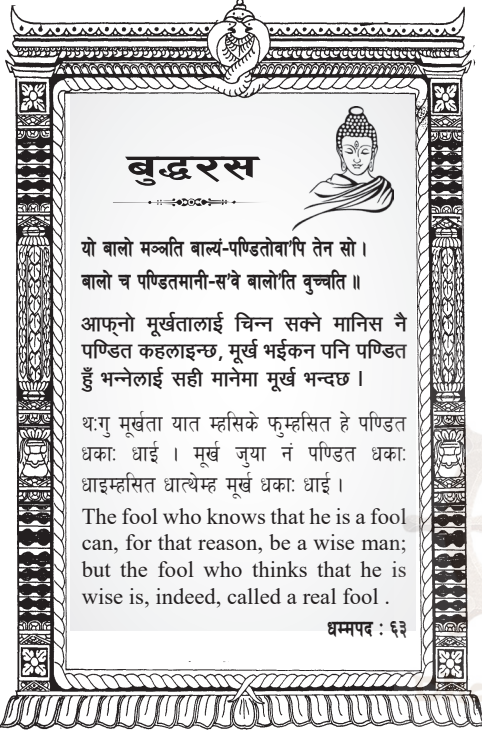 बुद्धरस
यो बालो मञ्ञति बाल्यं-पण्डितोवा'पि तेन सो ।
बालो च पण्डितमानी-स'वे बालो'ति वुच्चति ॥
आफ्नो मूर्खतालाई चिन्न सक्ने मानिस नै
पण्डित कहलाइन्छ, मूर्ख भईकन पनि पण्डित
हुँ भन्नेलाई सही मानेमा मूर्ख भन्दछ ।
थःगु मूर्खता यात म्हसिके फुम्हसित हे पण्डित
धकाः धाई । मूर्ख जुया नं पण्डित धकाः
धाइम्हसित धात्थेम्ह मूर्ख धकाः धाई ।
The fool who knows that he is a fool
can, for that reason, be a wise man;
but the fool who thinks that he is
wise is, indeed, called a real fool .
धम्मपद : ६३